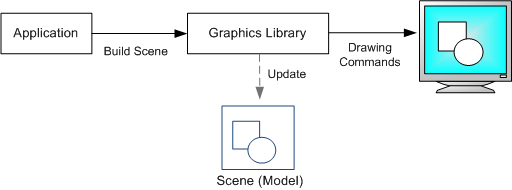 Application
Build Scene
Graphics Library
Drawing
Commands
Update
Scene (Model)